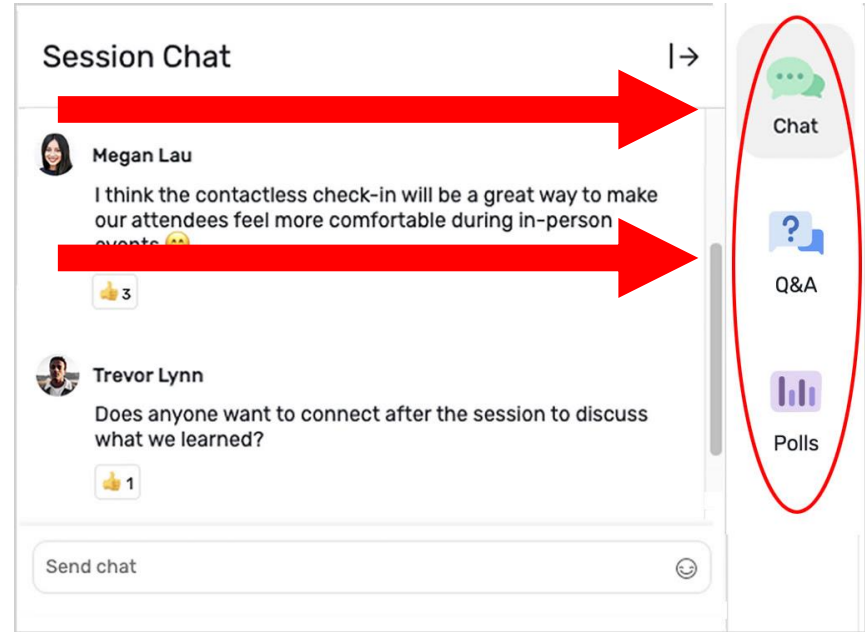 Session Chat
Chat
Megan Lau
I think the contactless check-in will be a great way to make
our attendees feel more comfortable during in-person
events
3
Q&A
Trevor Lynn
Does anyone want to connect after the session to discuss
what we learned?
1
Polls
Send chat